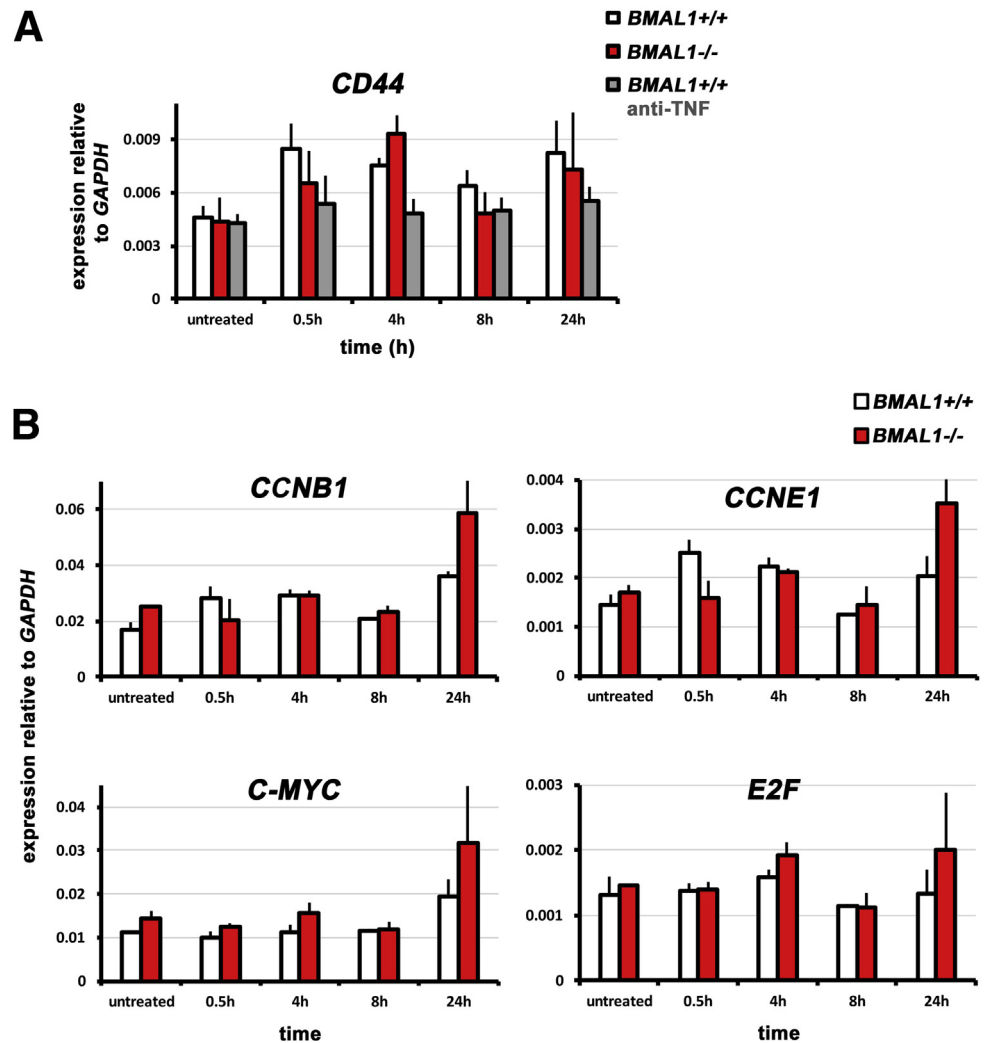 A
BMAL1+/+
BMAL1-/-
BMAL1+/+
anti-TNF
CD44
expression relative
to GAPDH
0.009
0.006
0.003
0
untreated 0.5h 4h 8h 24h
time (h)
B
BMAL1+/+
BMAL1-/-
expression relative to GAPDH
CCNB1
0.06
0.04
0.02
0
untreated 0.5h 4h 8h 24h
CCNE1
0.004
0.003
0.002
0.001
0
untreated 0.5h 4h 8h 24h
C-MYC
0.04
0.03
0.02
0.01
0
untreated 0.5h 4h 8h 24h
time
E2F
0.003
0.002
0.001
0
untreated 0.5h 4h 8h 24h
time